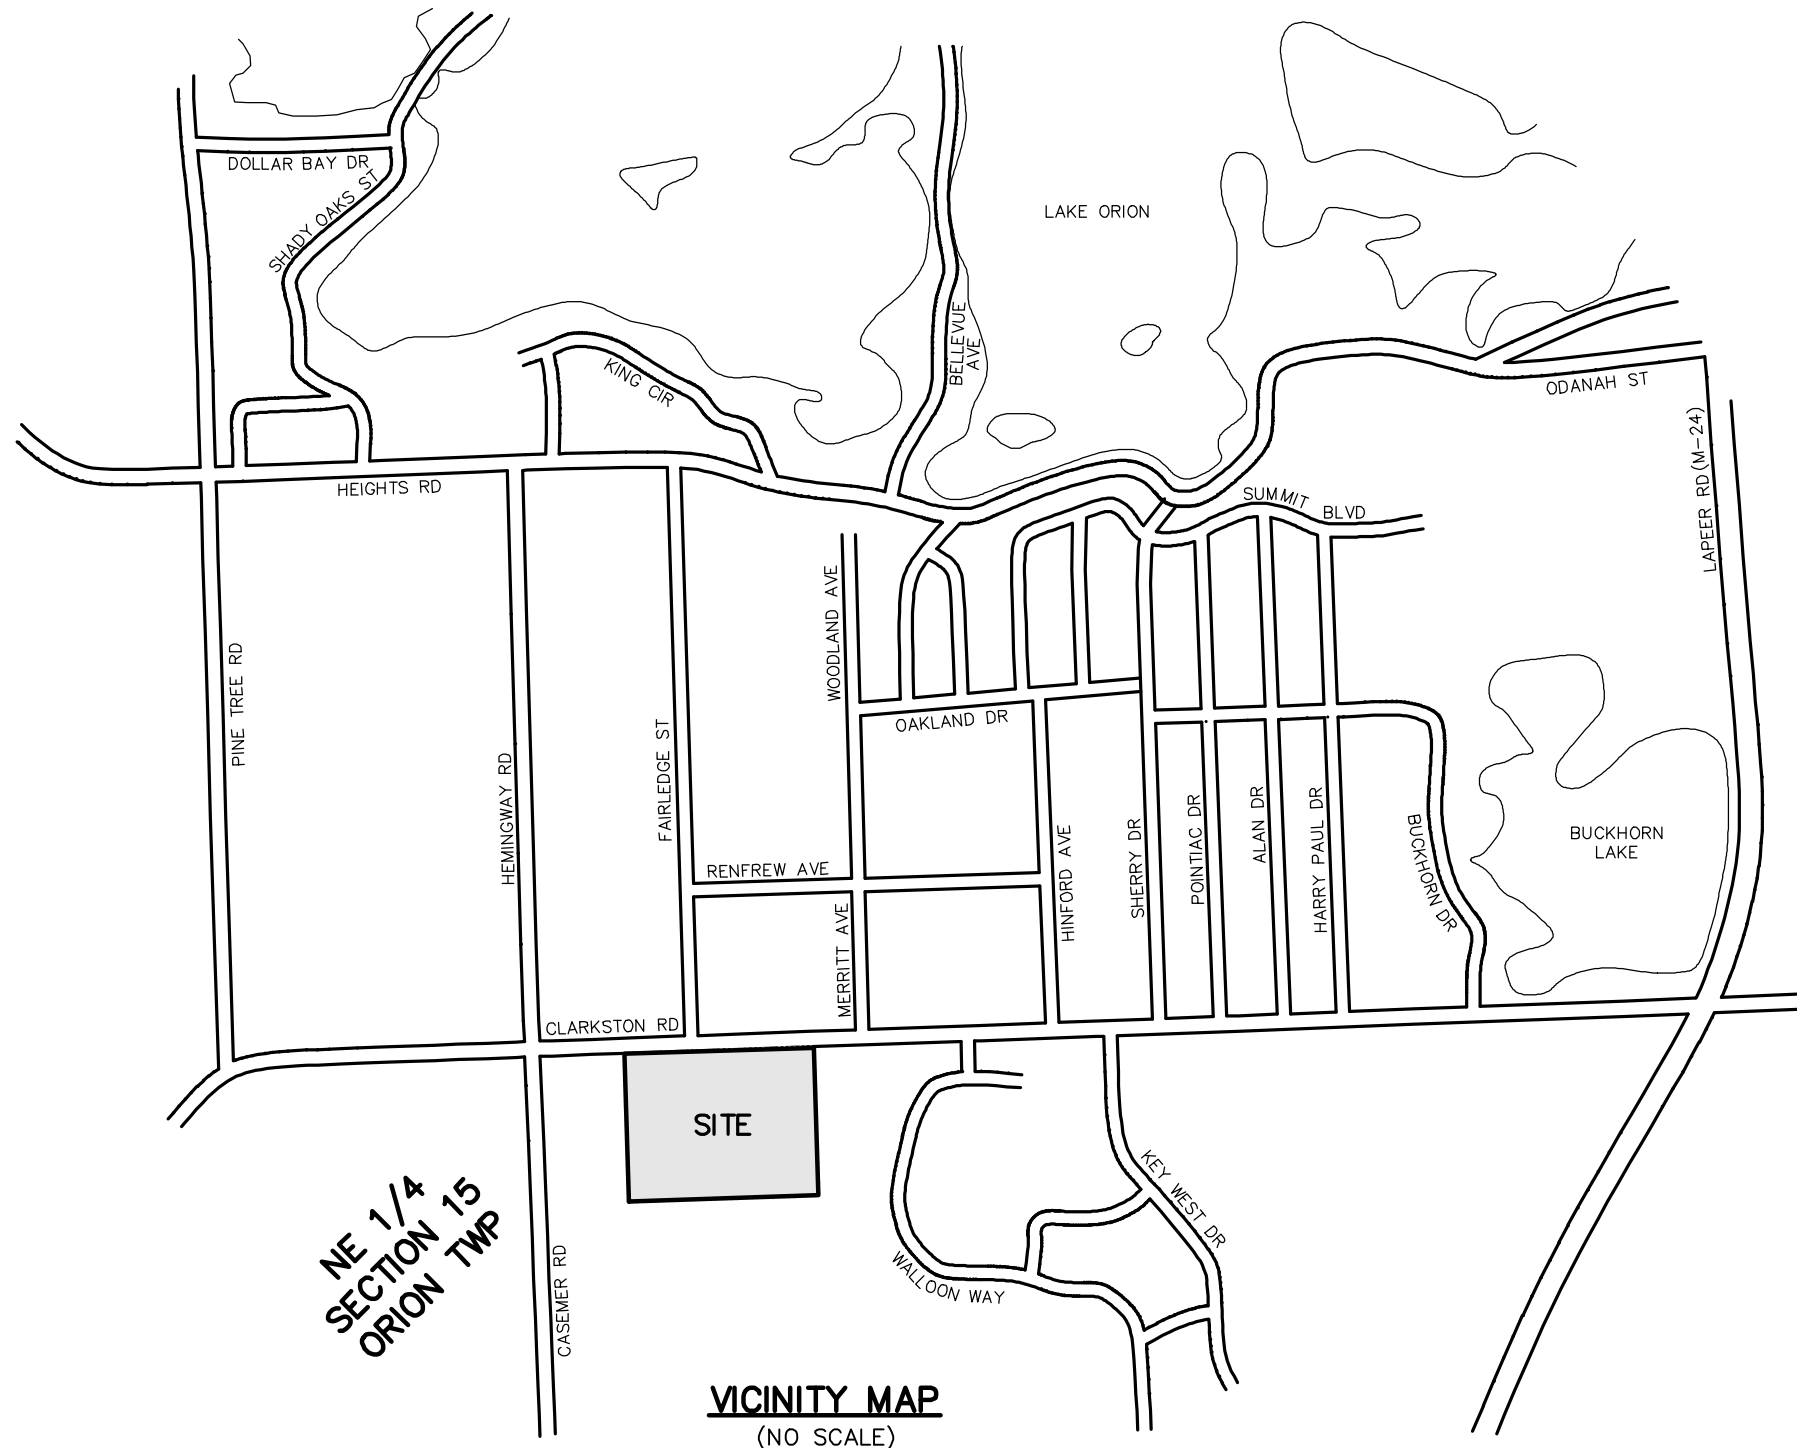 DOLLAR BAY DR
SHADY OAKS ST
LAKE ORION
BELLEVUE
AVE
KING CIR
ODANAH ST
LAPEER RD (M-24)
HEIGHTS RD
SUMMIT BLVD
WOODLAND AVE
PINE TREE RD
OAKLAND DR
FAIRLEDGE ST
HEMINGWAY RD
RENFREW AVE
MERRITT AVE
HINFORD AVE
SHERRY DR
POINTIAC DR
ALAN DR
HARRY PAUL DR
BUCKHORN DR
BUCKHORN
LAKE
CLARKSTON RD
SITE
KEY WEST DR
WALLOON WAY
CASEMER RD
NE 1/4
SECTION 15
ORION TWP
VICINITY MAP
(NO SCALE)